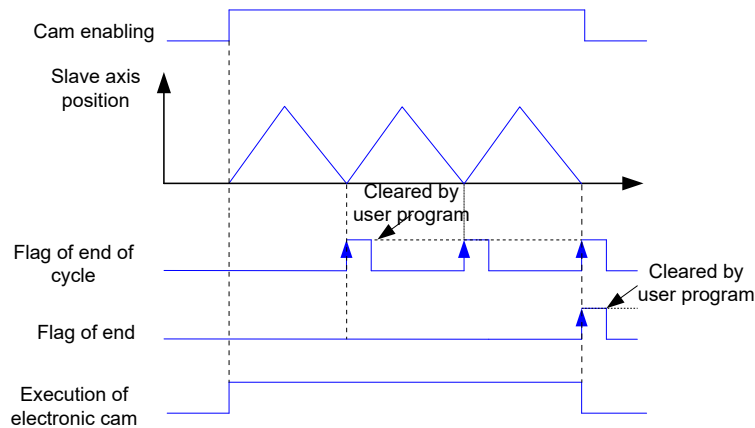 Cam enabling
Slave axis
position
Cleared by
user program
Flag of end of
cycle
Cleared by
user program
Flag of end
Execution of
electronic cam